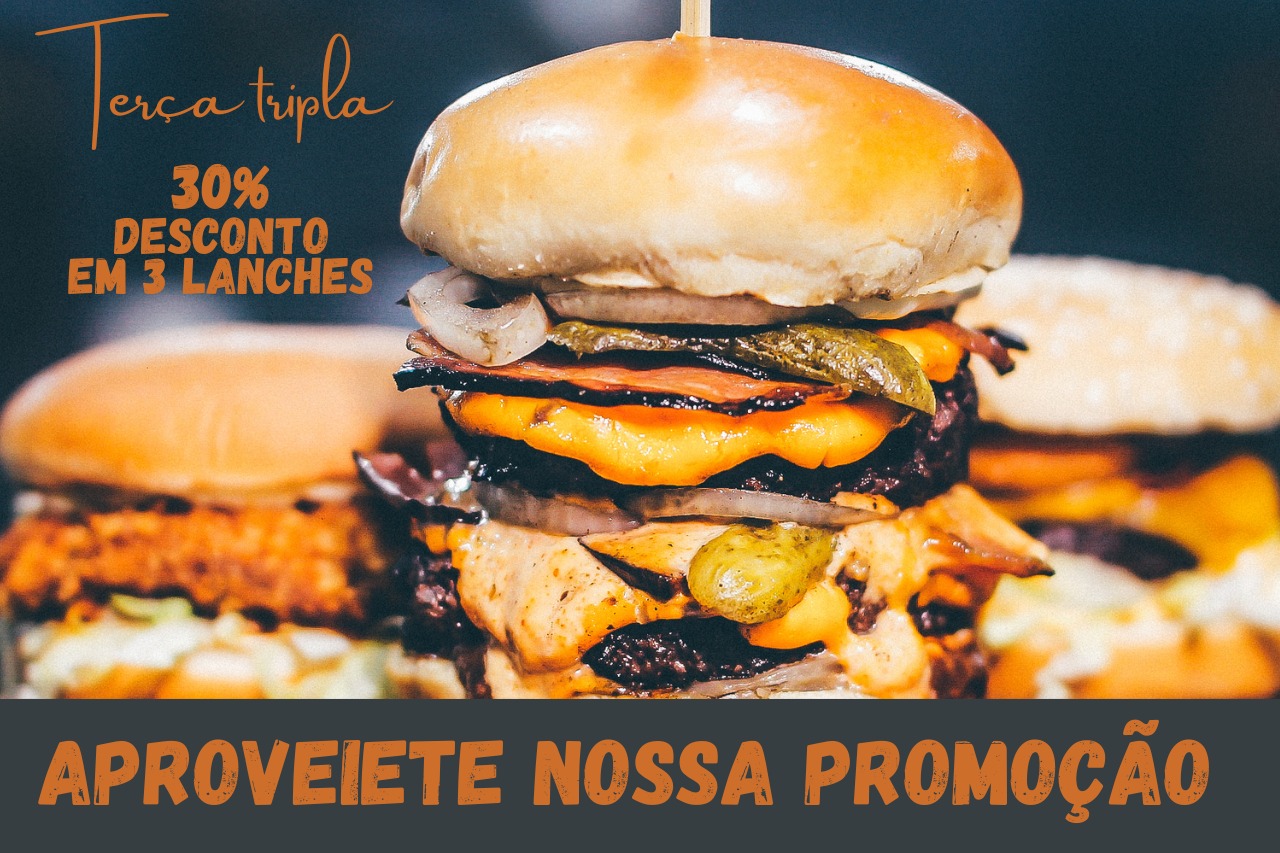 Terça tripla
30%
DESCONTO
EM 3 LANCHES
APROVEIETE NOSSA PROMOÇÃO